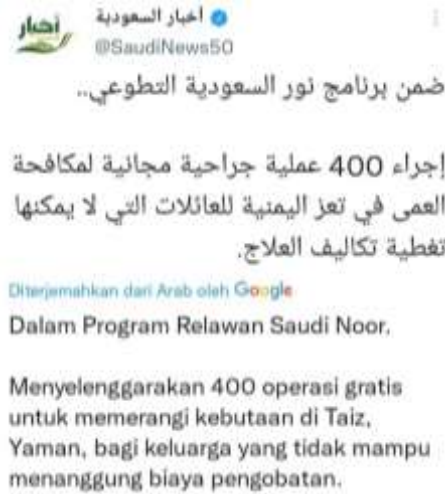 أخبار السعودية
أخبار
@SaudiNews50
ضمن برنامج نور السعودية التطوعي..
إجراء 400 عملية جراحية مجانية لمكافحة
العمى في تعز اليمنية للعائلات التي لا يمكنها
تغطية تكاليف العلاج.
Diterjemahkan dari Arab oleh Google
Dalam Program Relawan Saudi Noor.
Menyelenggarakan 400 operasi gratis
untuk memerangi kebutaan di Taiz,
Yaman, bagi keluarga yang tidak mampu
menanggung biaya pengobatan.